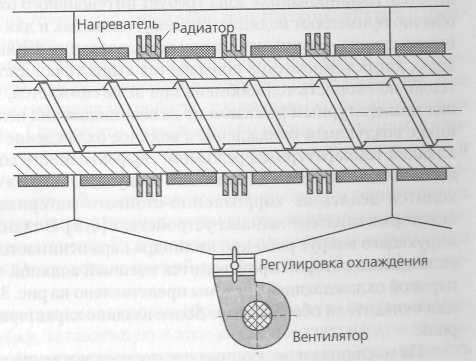 Нагреватель
Радиатор
Регулировка охлаждения
Вентилятор